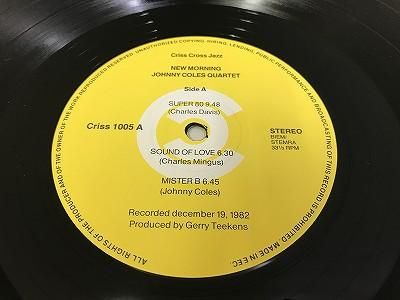 ALL RIGHTS OF THE PRODUCER AND OF THE OWNER OF THE WORK REPRODUCED RESERVED. UNAUTHORIZED COPYING, HIRING, LENDING, PUBLIC PERFORMANCE AND BROADCASTING OF THIS RECORD IS PROHIBITED. MADE IN E.E.C.
Criss Cross Jazz
NEW MORNING
JOHNNY COLES QUARTET
Side A
SUPER 80 9.48
(Charles Davis)
Criss 1005 A
STEREO
BIEM/
STEMRA
33⅓ RPM
SOUND OF LOVE 6.30
(Charles Mingus)
MISTER B 6.45
(Johnny Coles)
Recorded december 19, 1982
Produced by Gerry Teekens